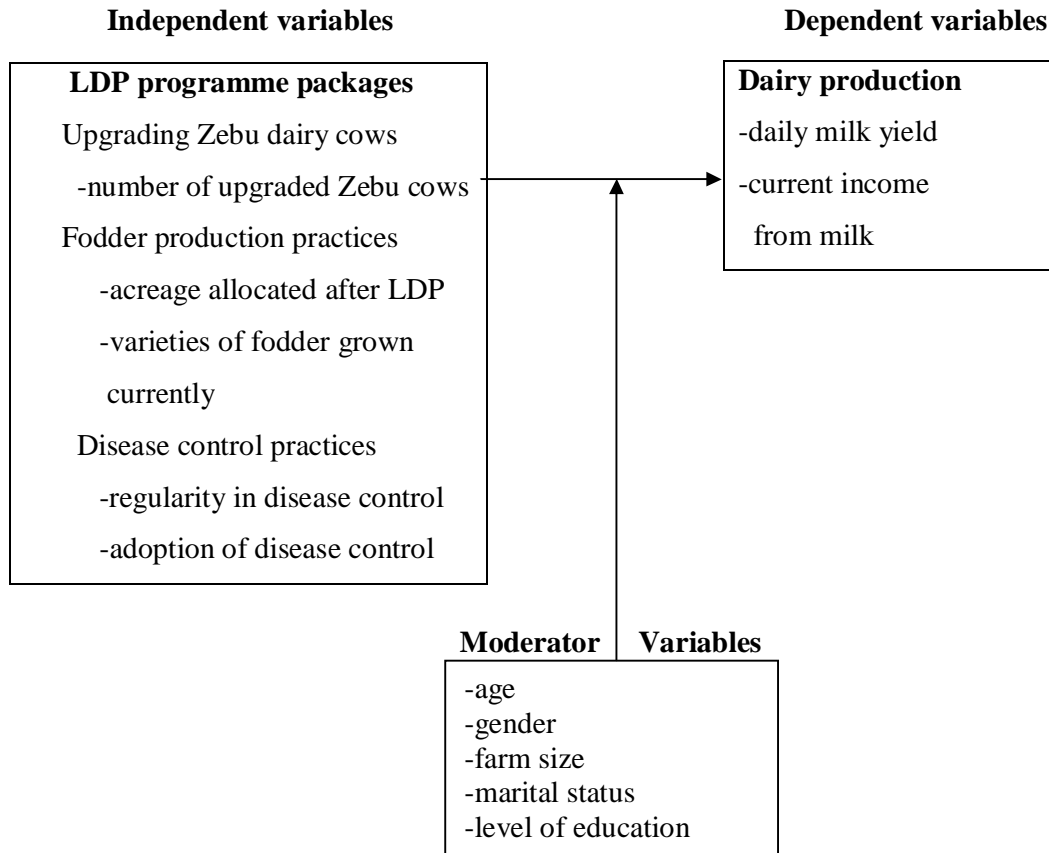 Independent variables
Dependent variables
LDP programme packages
Upgrading Zebu dairy cows
-number of upgraded Zebu cows
Fodder production practices
-acreage allocated after LDP
-varieties of fodder grown
currently
Disease control practices
-regularity in disease control
-adoption of disease control
Dairy production
-daily milk yield
-current income
from milk
Moderator Variables
-age
-gender
-farm size
-marital status
-level of education